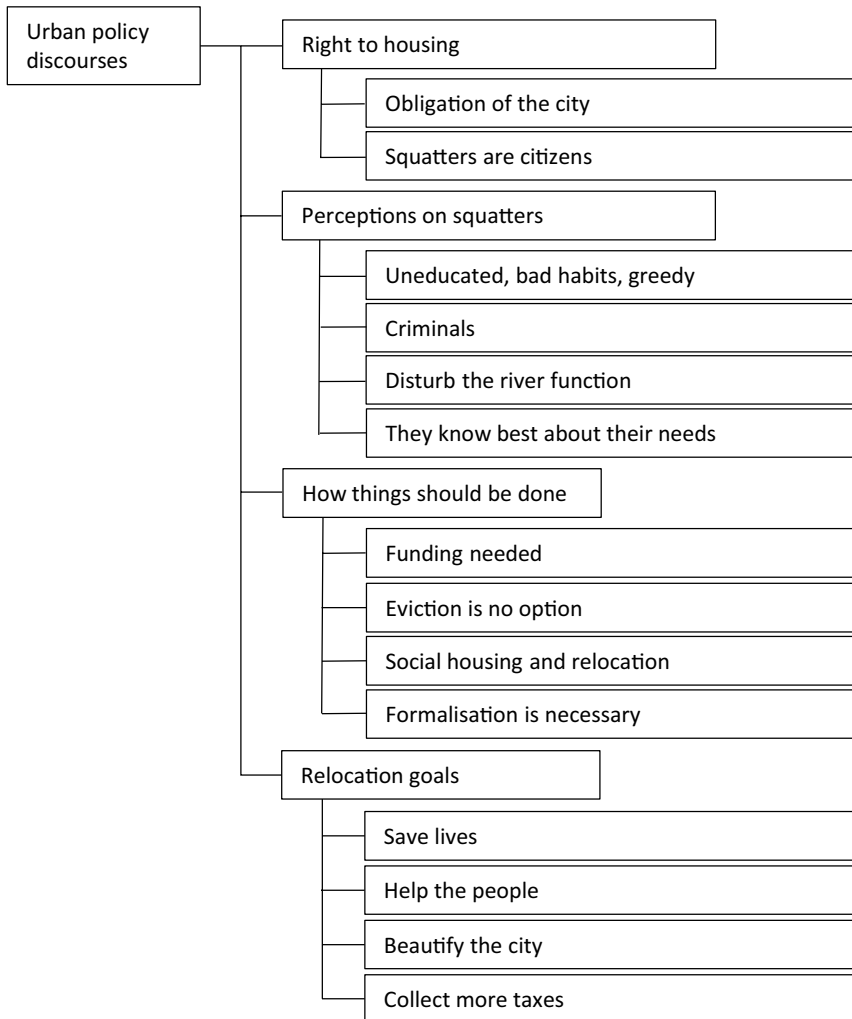 Urban policy
discourses
Right to housing
Obligation of the city
Squatters are citizens
Perceptions on squatters
Uneducated, bad habits, greedy
Criminals
Disturb the river function
They know best about their needs
How things should be done
Funding needed
Eviction is no option
Social housing and relocation
Formalisation is necessary
Relocation goals
Save lives
Help the people
Beautify the city
Collect more taxes